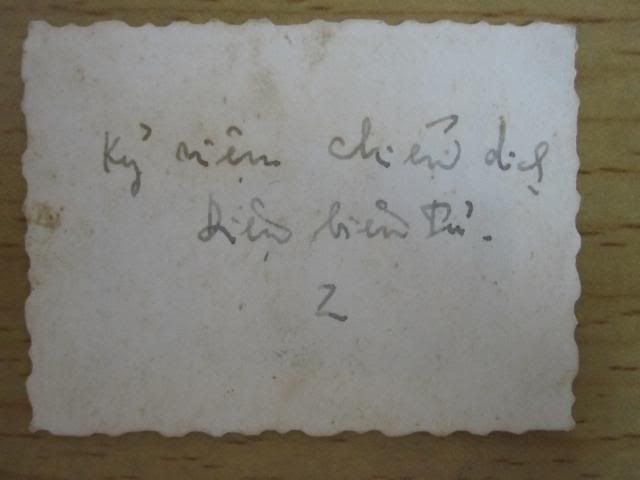 Kỷ niệm chiến dịch
Điện biên Phủ.
2